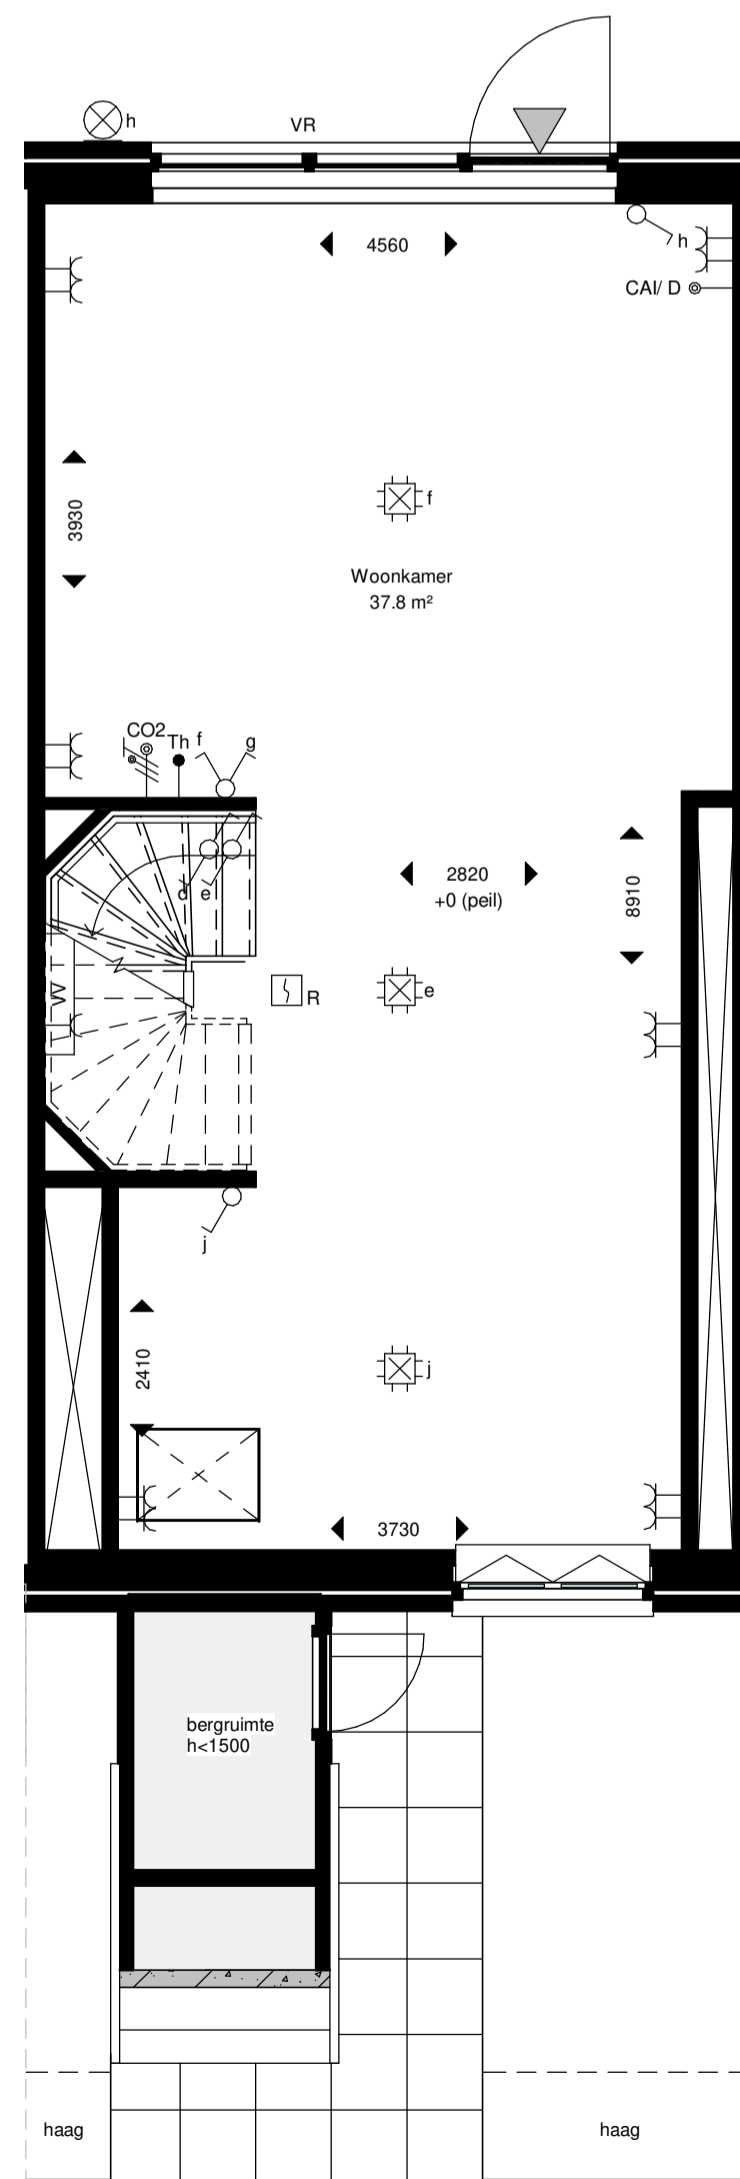 h
VR
4560
h
CAI/ D
3930
f
Woonkamer
37.8 m²
CO2
Th
f
g
d
e
2820
+0 (peil)
8910
VV
R
e
j
2410
j
3730
bergruimte
h<1500
haag
haag